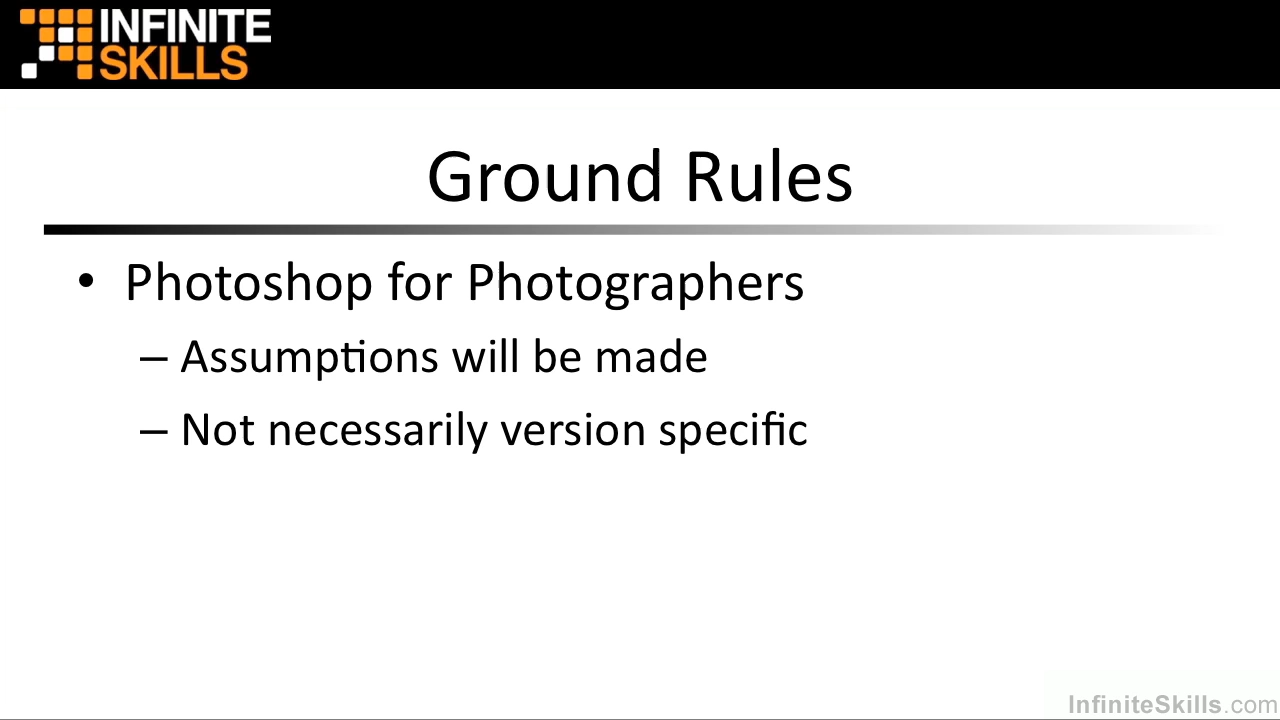 INFINITE
SKILLS
Ground Rules
• Photoshop for Photographers
– Assumptions will be made
– Not necessarily version specific
InfiniteSkills.com